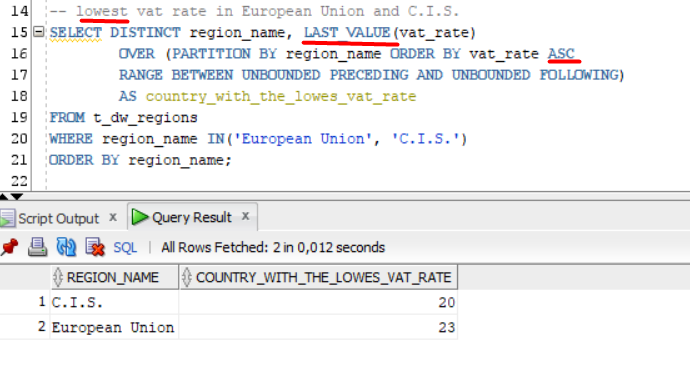 14 -- lowest vat rate in European Union and C.I.S.
15 SELECT DISTINCT region_name, LAST_VALUE(vat_rate)
16 OVER (PARTITION BY region_name ORDER BY vat_rate ASC
17 RANGE BETWEEN UNBOUNDED PRECEDING AND UNBOUNDED FOLLOWING)
18 AS country_with_the_lowes_vat_rate
19 FROM t_dw_regions
20 WHERE region_name IN('European Union', 'C.I.S.')
21 ORDER BY region_name;
22
Script Output x Query Result x
SQL | All Rows Fetched: 2 in 0,012 seconds
REGION_NAME COUNTRY_WITH_THE_LOWES_VAT_RATE
1 C.I.S. 20
2 European Union 23